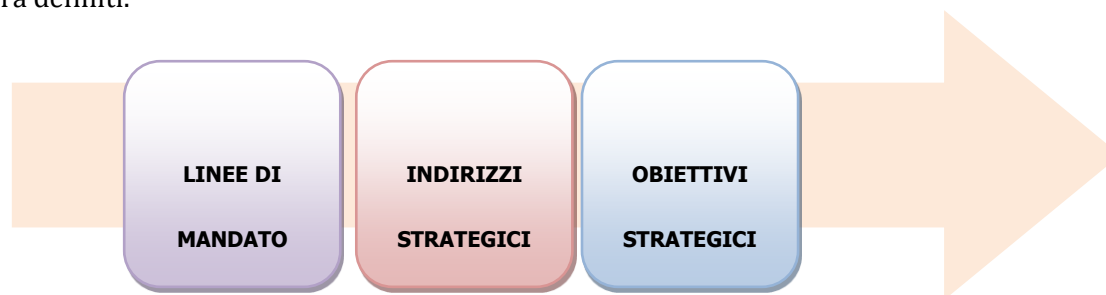 LINEE DI
MANDATO
INDIRIZZI
STRATEGICI
OBIETTIVI
STRATEGICI